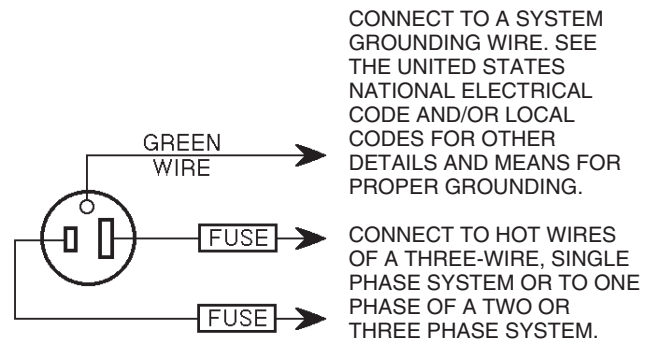 CONNECT TO A SYSTEM
GROUNDING WIRE. SEE
THE UNITED STATES
NATIONAL ELECTRICAL
CODE AND/OR LOCAL
CODES FOR OTHER
DETAILS AND MEANS FOR
PROPER GROUNDING.
GREEN
WIRE
FUSE
CONNECT TO HOT WIRES
OF A THREE-WIRE, SINGLE
PHASE SYSTEM OR TO ONE
PHASE OF A TWO OR
THREE PHASE SYSTEM.
FUSE